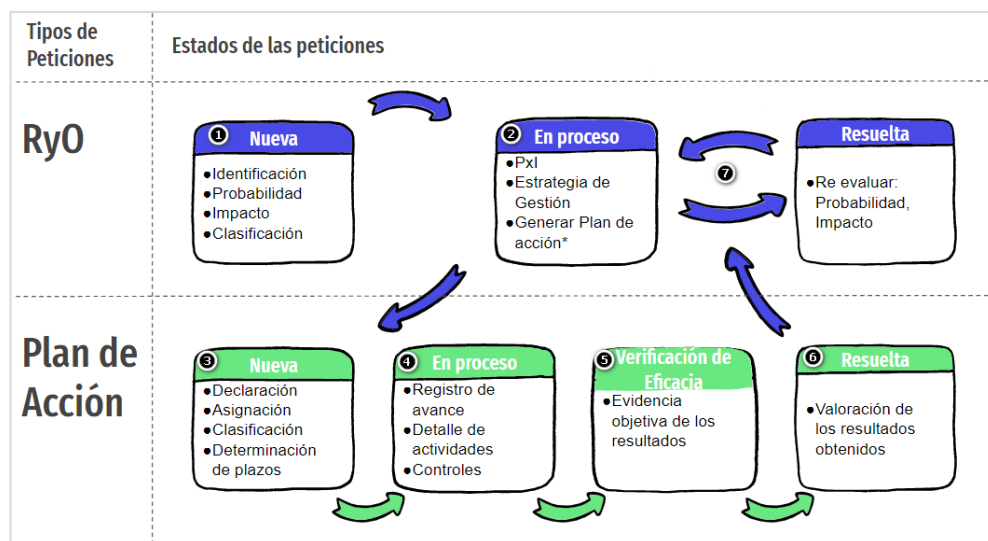 Tipos de
Peticiones
Estados de las peticiones
RyO
1 Nueva
●Identificación
●Probabilidad
●Impacto
●Clasificación
2 En proceso
●PxI
●Estrategia de
Gestión
●Generar Plan de
acción*
7
Resuelta
●Re evaluar:
Probabilidad,
Impacto
Plan de
Acción
3 Nueva
●Declaración
●Asignación
●Clasificación
●Determinación
de plazos
4 En proceso
●Registro de
avance
●Detalle de
actividades
●Controles
5 Verificación de
Eficacia
●Evidencia
objetiva de los
resultados
6 Resuelta
●Valoración de
los resultados
obtenidos